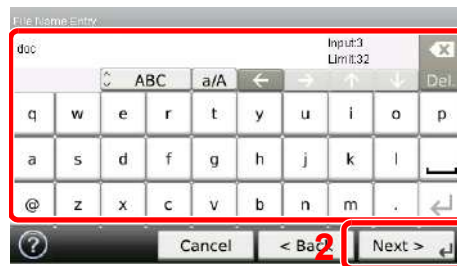 File Name Entry
doc
Input:3
Limit:32
ABC a/A ← → ↑ ↓ Del.
q w e r t y u i o p
a s d f g h j k l
@ z x c v b n m .
? Cancel < Back 2 Next >